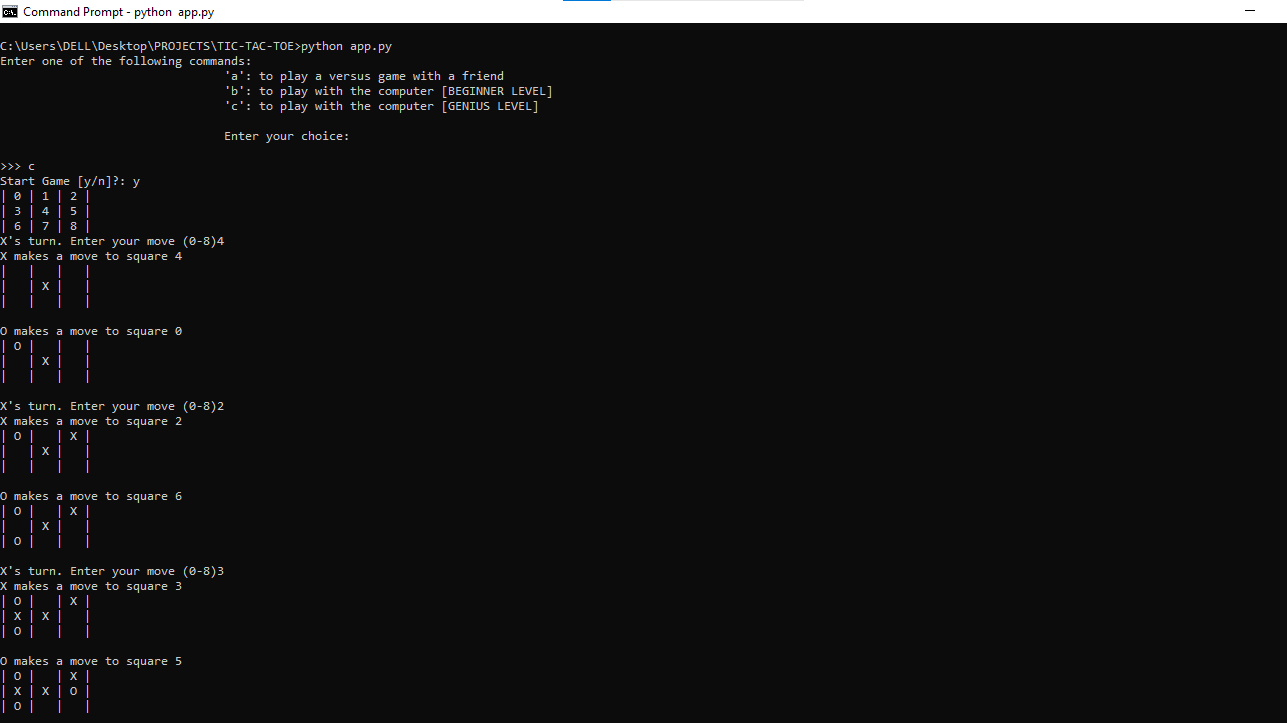 Command Prompt - python app.py
C:\Users\DELL\Desktop\PROJECTS\TIC-TAC-TOE>python app.py
Enter one of the following commands:
'a': to play a versus game with a friend
'b': to play with the computer [BEGINNER LEVEL]
'c': to play with the computer [GENIUS LEVEL]
Enter your choice:
>>> c
Start Game [y/n]?: y
| 0 | 1 | 2 |
| 3 | 4 | 5 |
| 6 | 7 | 8 |
X's turn. Enter your move (0-8)4
X makes a move to square 4
|   |   |   |
|   | X |   |
|   |   |   |
O makes a move to square 0
| O |   |   |
|   | X |   |
|   |   |   |
X's turn. Enter your move (0-8)2
X makes a move to square 2
| O |   | X |
|   | X |   |
|   |   |   |
O makes a move to square 6
| O |   | X |
|   | X |   |
| O |   |   |
X's turn. Enter your move (0-8)3
X makes a move to square 3
| O |   | X |
| X | X |   |
| O |   |   |
O makes a move to square 5
| O |   | X |
| X | X | O |
| O |   |   |